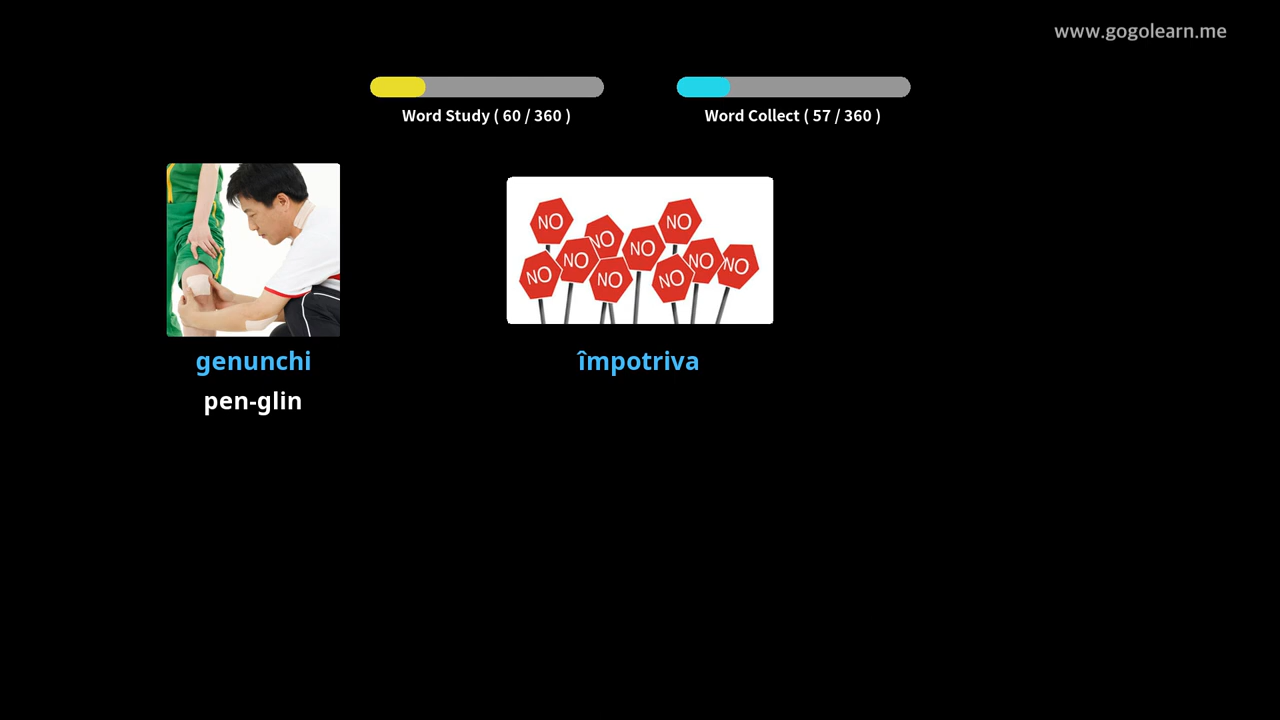 www.gogolearn.me
Word Study ( 60 / 360 )
Word Collect ( 57 / 360 )
NO
NO
NO
NO
NO
NO
NO
NO
NO
NO
genunchi
împotriva
pen-glin